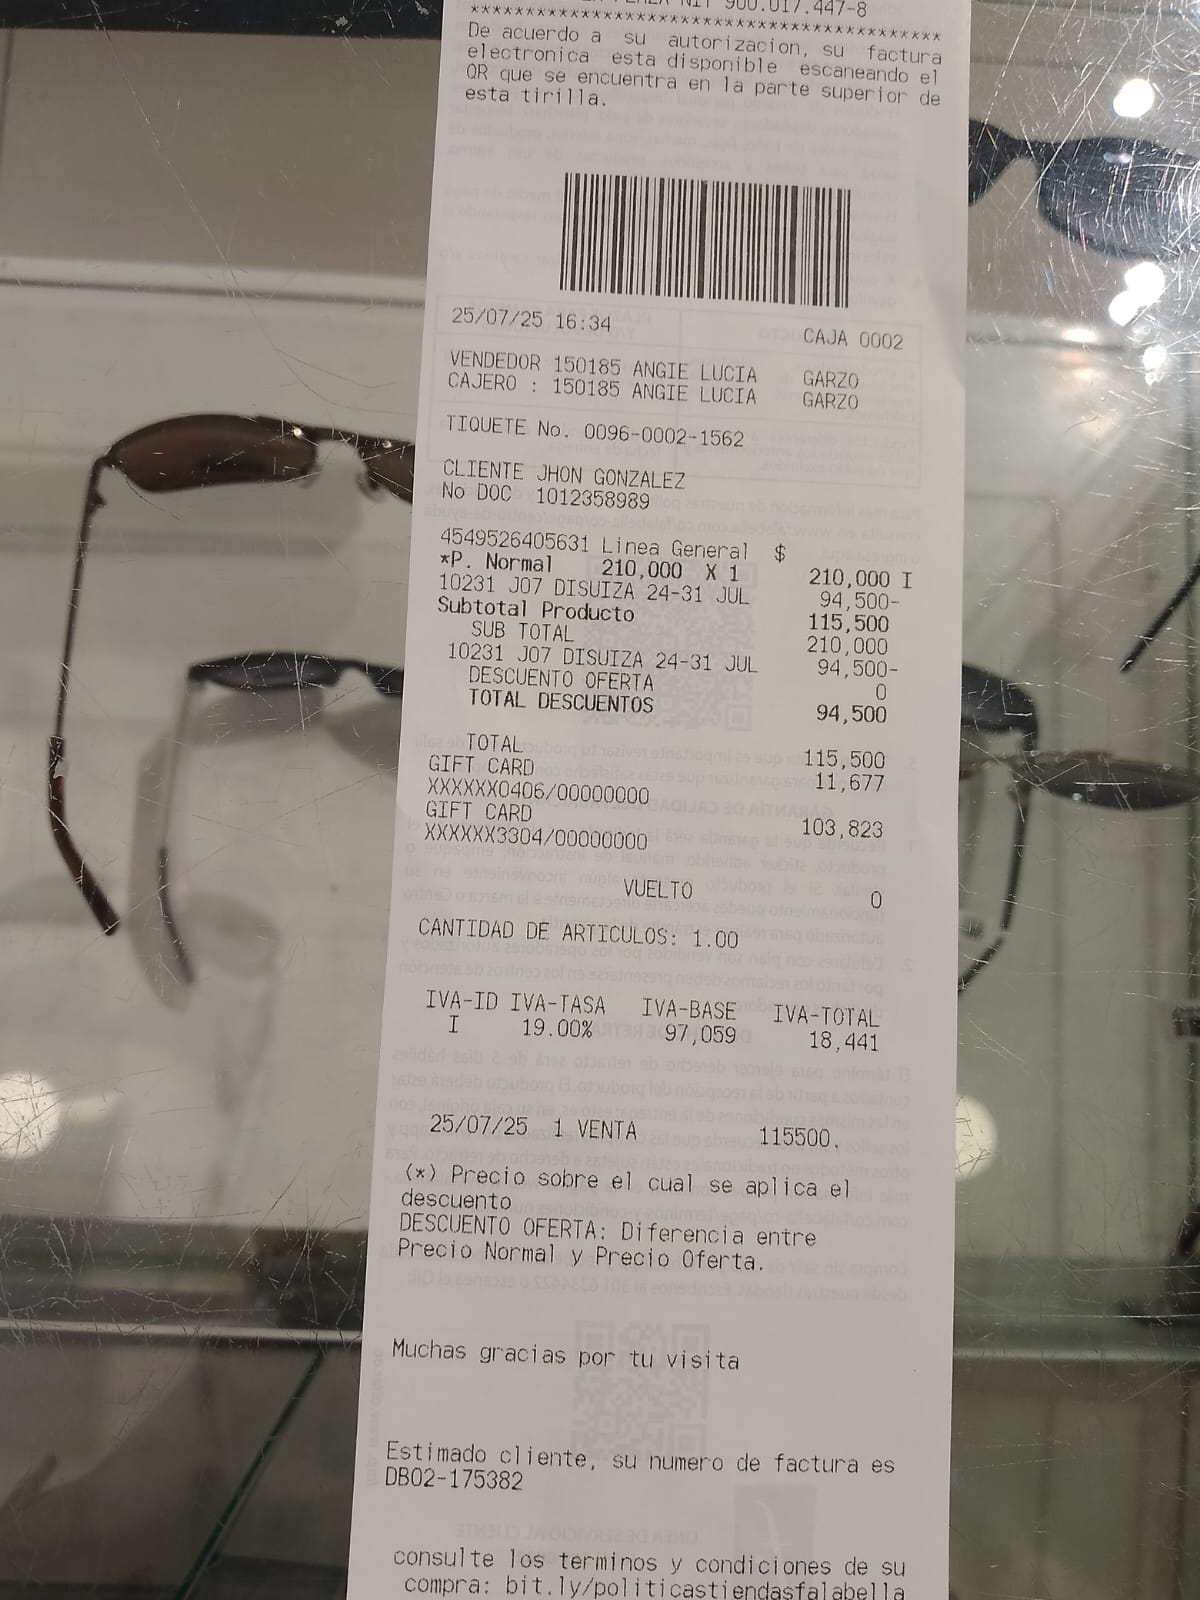 NIT 900.017.447-8
******************************************
De acuerdo a su autorizacion, su factura
electronica esta disponible escaneando el
QR que se encuentra en la parte superior de
esta tirilla.
25/07/25 16:34 CAJA 0002
VENDEDOR 150185 ANGIE LUCIA GARZO
CAJERO : 150185 ANGIE LUCIA GARZO
TIQUETE No. 0096-0002-1562
CLIENTE JHON GONZALEZ
No DOC 1012358989
4549526405631 Linea General $
*P. Normal 210,000 X 1 210,000 I
10231 J07 DISUIZA 24-31 JUL 94,500-
Subtotal Producto 115,500
SUB TOTAL 210,000
10231 J07 DISUIZA 24-31 JUL 94,500-
DESCUENTO OFERTA 0
TOTAL DESCUENTOS 94,500
TOTAL 115,500
GIFT CARD 11,677
XXXXXX0406/00000000
GIFT CARD 103,823
XXXXXX3304/00000000
VUELTO 0
CANTIDAD DE ARTICULOS: 1.00
IVA-ID IVA-TASA IVA-BASE IVA-TOTAL
I 19.00% 97,059 18,441
25/07/25 1 VENTA 115500.
(*) Precio sobre el cual se aplica el
descuento
DESCUENTO OFERTA: Diferencia entre
Precio Normal y Precio Oferta.
Muchas gracias por tu visita
Estimado cliente, su numero de factura es
DB02-175382
consulte los terminos y condiciones de su
compra: bit.ly/politicastiendasfalabella